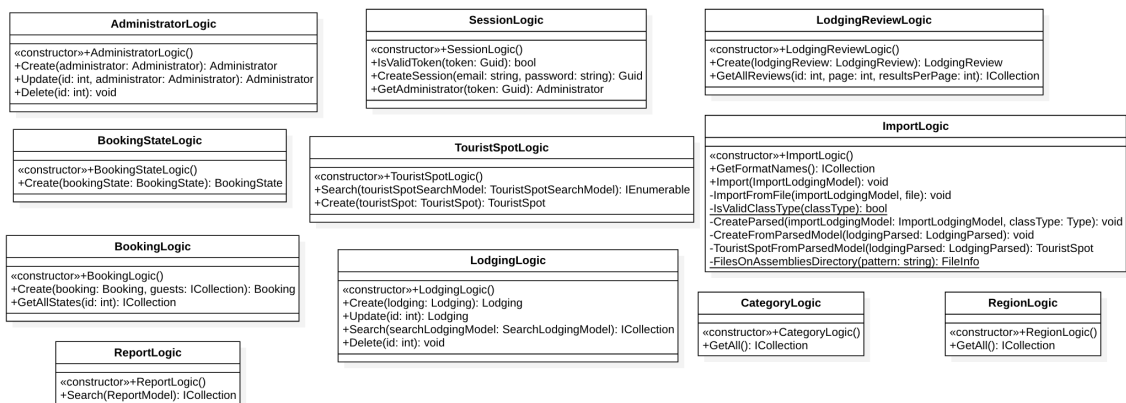 AdministratorLogic
«constructor»+AdministratorLogic()
+Create(administrator: Administrator): Administrator
+Update(id: int, administrator: Administrator): Administrator
+Delete(id: int): void
SessionLogic
«constructor»+SessionLogic()
+IsValidToken(token: Guid): bool
+CreateSession(email: string, password: string): Guid
+GetAdministrator(token: Guid): Administrator
LodgingReviewLogic
«constructor»+LodgingReviewLogic()
+Create(lodgingReview: LodgingReview): LodgingReview
+GetAllReviews(id: int, page: int, resultsPerPage: int): ICollection
BookingStateLogic
«constructor»+BookingStateLogic()
+Create(bookingState: BookingState): BookingState
TouristSpotLogic
«constructor»+TouristSpotLogic()
+Search(touristSpotSearchModel: TouristSpotSearchModel): IEnumerable
+Create(touristSpot: TouristSpot): TouristSpot
ImportLogic
«constructor»+ImportLogic()
+GetFormatNames(): ICollection
+Import(ImportLodgingModel): void
-ImportFromFile(importLodgingModel, file): void
-IsValidClassType(classType): bool
-CreateParsed(importLodgingModel: ImportLodgingModel, classType: Type): void
-CreateFromParsedModel(lodgingParsed: LodgingParsed): void
-TouristSpotFromParsedModel(lodgingParsed: LodgingParsed): TouristSpot
-FilesOnAssembliesDirectory(pattern: string): FileInfo
BookingLogic
«constructor»+BookingLogic()
+Create(booking: Booking, guests: ICollection): Booking
+GetAllStates(id: int): ICollection
LodgingLogic
«constructor»+LodgingLogic()
+Create(lodging: Lodging): Lodging
+Update(id: int): Lodging
+Search(searchLodgingModel: SearchLodgingModel): ICollection
+Delete(id: int): void
CategoryLogic
«constructor»+CategoryLogic()
+GetAll(): ICollection
RegionLogic
«constructor»+RegionLogic()
+GetAll(): ICollection
ReportLogic
«constructor»+ReportLogic()
+Search(ReportModel): ICollection